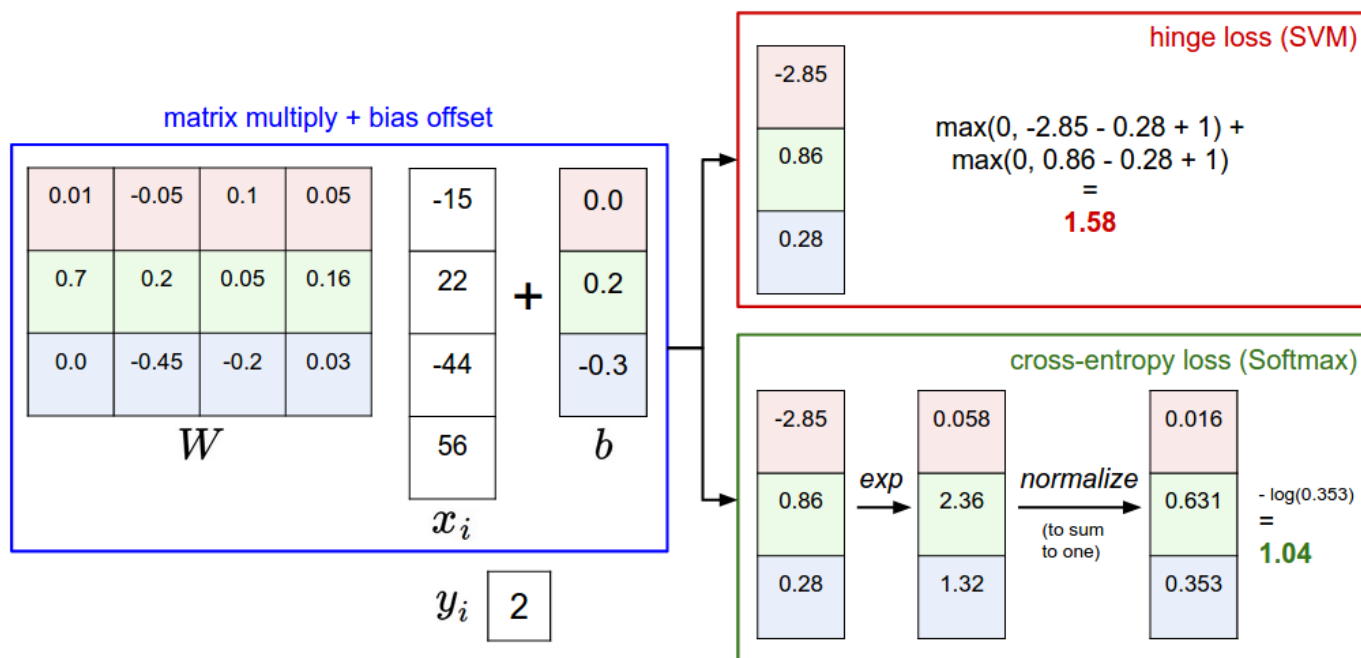 matrix multiply + bias offset
0.01 -0.05 0.1 0.05
0.7 0.2 0.05 0.16
0.0 -0.45 -0.2 0.03
W
-15
22
-44
56
x_i
+
0.0
0.2
-0.3
b
y_i 2
hinge loss (SVM)
-2.85
0.86
0.28
max(0, -2.85 - 0.28 + 1) +
max(0, 0.86 - 0.28 + 1)
=
1.58
cross-entropy loss (Softmax)
-2.85
0.86
0.28
exp
0.058
2.36
1.32
normalize
(to sum
to one)
0.016
0.631
0.353
- log(0.353)
=
1.04